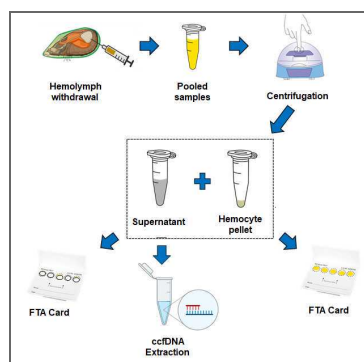 Hemolymph
withdrawal
Pooled
samples
Centrifugation
Supernatant
Hemocyte
pellet
FTA Card
ccfDNA
Extraction
FTA Card